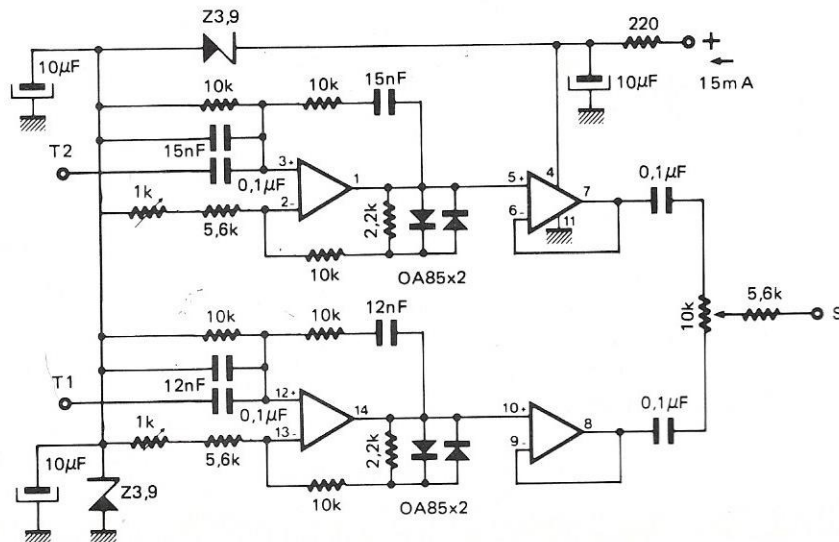 Z3,9
220
+
10µF
10µF
15mA
10k
10k
15nF
T2
15nF
0,1µF
3+
2-
1
1k
5,6k
2,2k
10k
OA85x2
4
5+
6-
7
11
0,1µF
10k
10k
12nF
T1
12nF
0,1µF
12+
13-
14
1k
5,6k
2,2k
10k
OA85x2
10+
9-
8
0,1µF
10k
5,6k
S
10µF
Z3,9